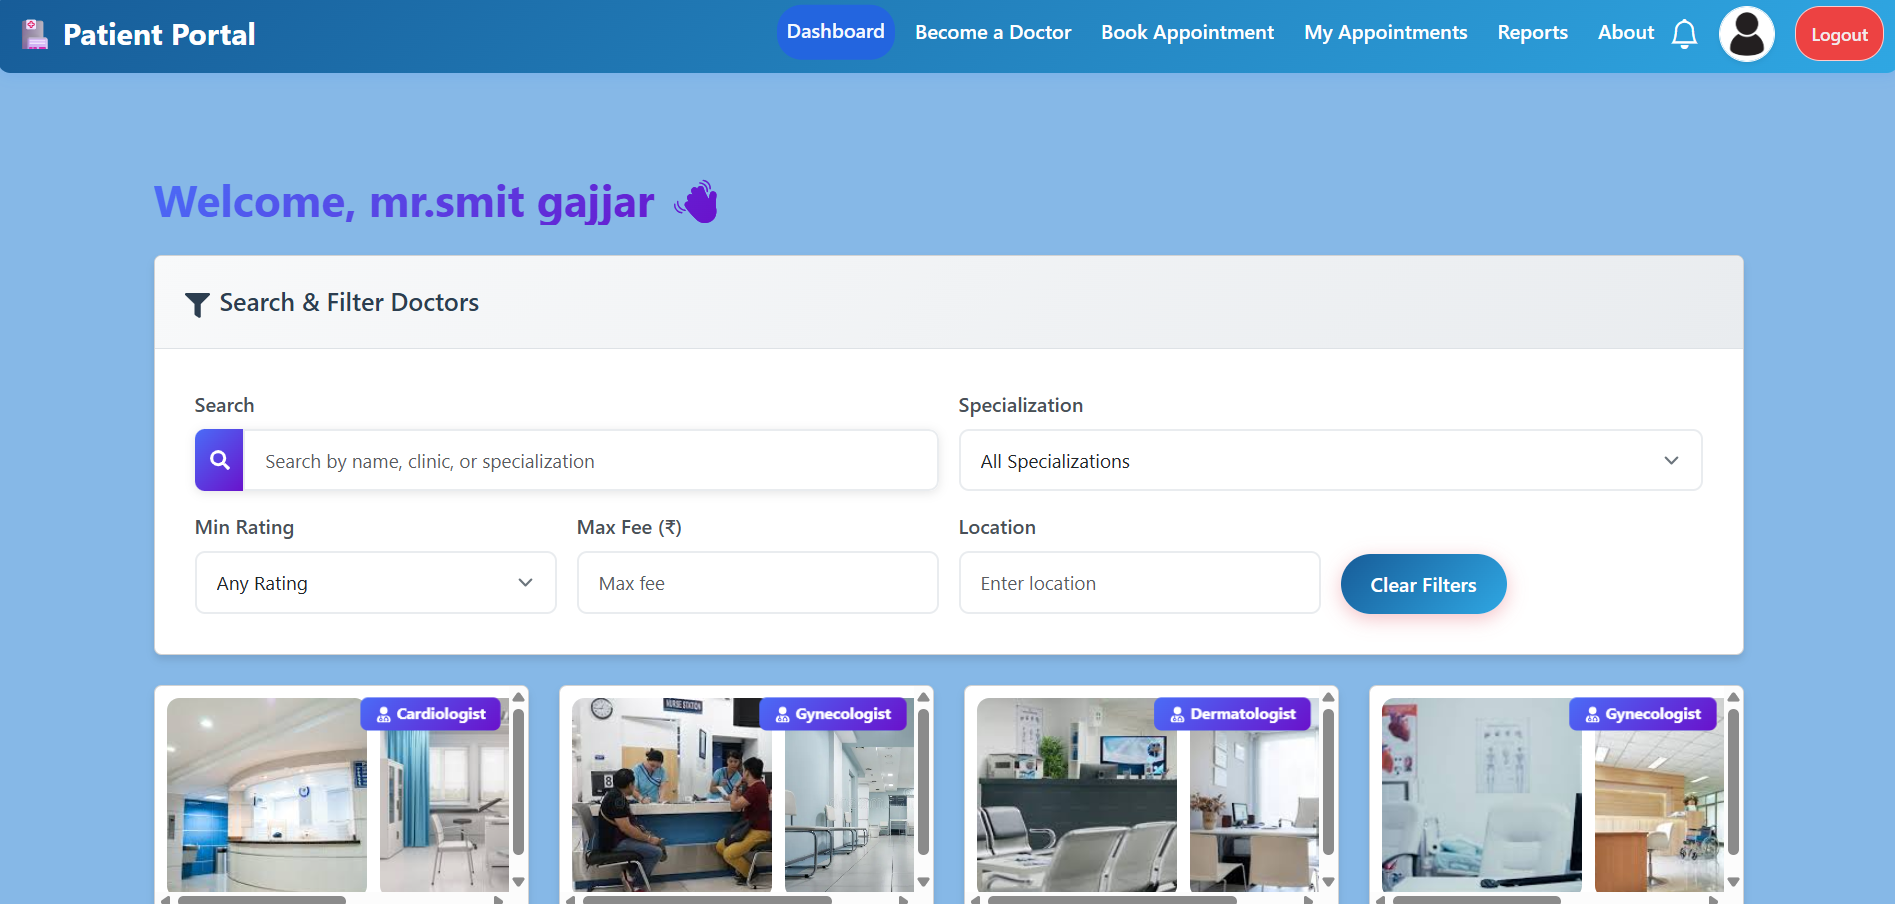 Patient Portal
Dashboard
Become a Doctor
Book Appointment
My Appointments
Reports
About
Logout
Welcome, mr.smit gajjar
Search & Filter Doctors
Search
Specialization
Search by name, clinic, or specialization
All Specializations
Min Rating
Max Fee (₹)
Location
Any Rating
Max fee
Enter location
Clear Filters
Cardiologist
NURSE STATION
Gynecologist
Dermatologist
Gynecologist
8